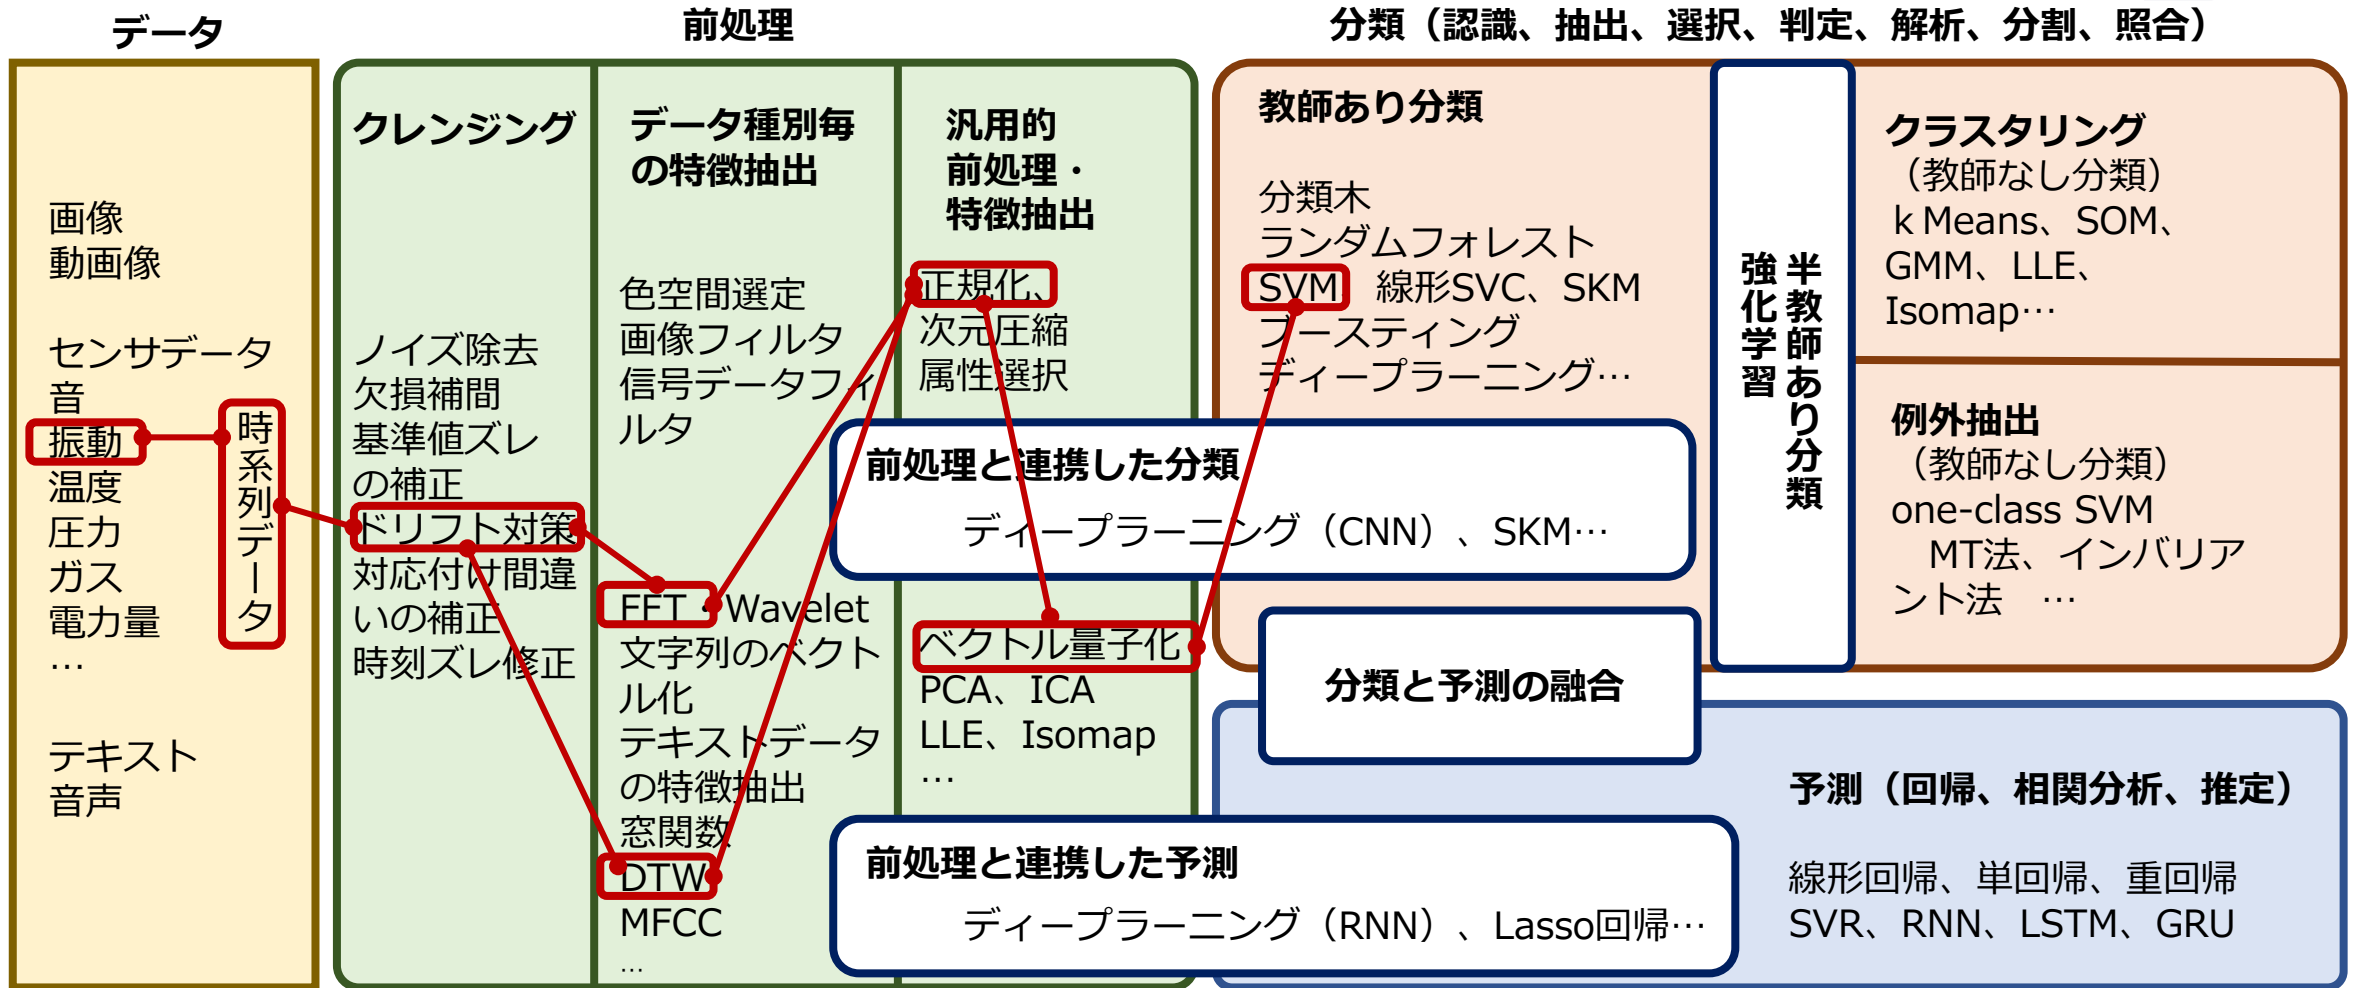 データ
画像
動画像
センサデータ
音
振動
温度
圧力
ガス
電力量
…
テキスト
音声
時系列データ
前処理
クレンジング
ノイズ除去
欠損補間
基準値ズレ
の補正
ドリフト対策
対応付け間違
いの補正
時刻ズレ修正
データ種別毎
の特徴抽出
色空間選定
画像フィルタ
信号データフィ
ルタ
FFT・Wavelet
文字列のベクト
ル化
テキストデータ
の特徴抽出
窓関数
DTW
MFCC
…
汎用的
前処理・
特徴抽出
正規化、
次元圧縮
属性選択
ベクトル量子化
PCA、ICA
LLE、Isomap
…
分類（認識、抽出、選択、判定、解析、分割、照合）
教師あり分類
分類木
ランダムフォレスト
SVM、線形SVC、SKM
ブースティング
ディープラーニング…
前処理と連携した分類
ディープラーニング（CNN）、SKM…
半教師あり分類
強化学習
クラスタリング
（教師なし分類）
ｋMeans、SOM、
GMM、LLE、
Isomap…
例外抽出
（教師なし分類）
one-class SVM
MT法、インバリア
ント法　…
分類と予測の融合
予測（回帰、相関分析、推定）
線形回帰、単回帰、重回帰
SVR、RNN、LSTM、GRU
前処理と連携した予測
ディープラーニング（RNN）、Lasso回帰…